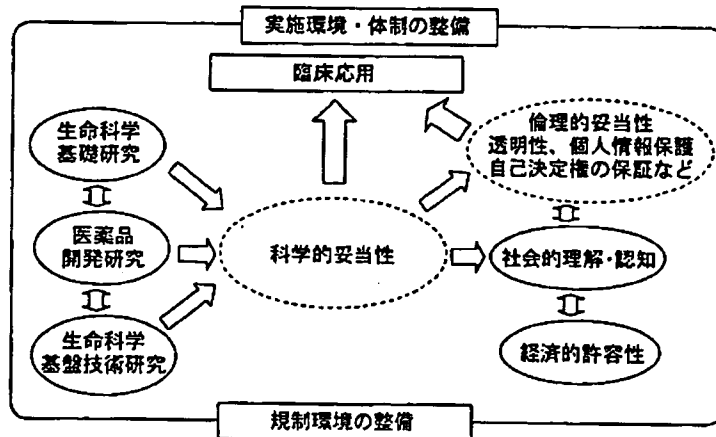 実施環境・体制の整備
臨床応用
生命科学
基礎研究
医薬品
開発研究
生命科学
基盤技術研究
科学的妥当性
倫理的妥当性
透明性、個人情報保護
自己決定権の保証など
社会的理解・認知
経済的許容性
規制環境の整備